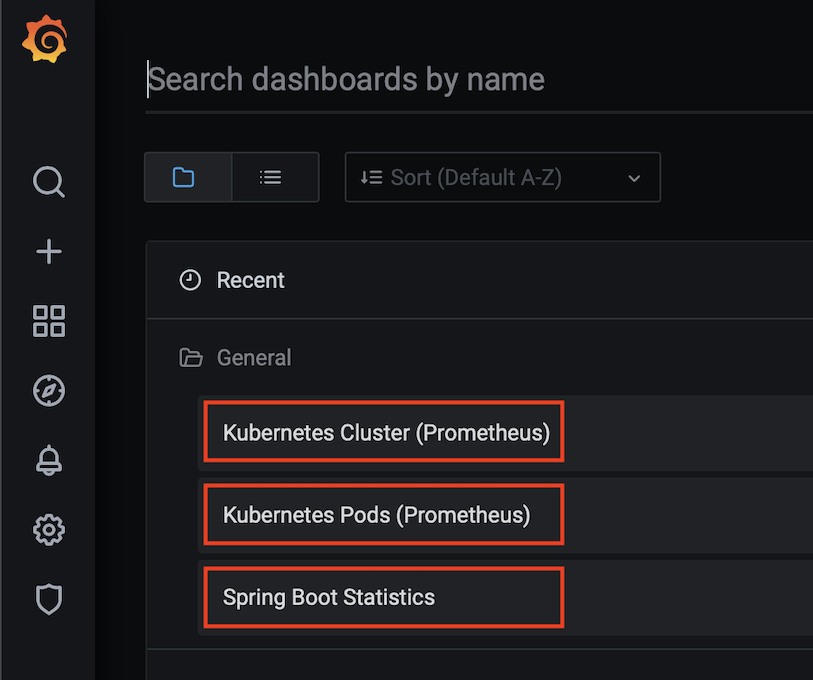 Search dashboards by name
Sort (Default A-Z)
Recent
General
Kubernetes Cluster (Prometheus)
Kubernetes Pods (Prometheus)
Spring Boot Statistics